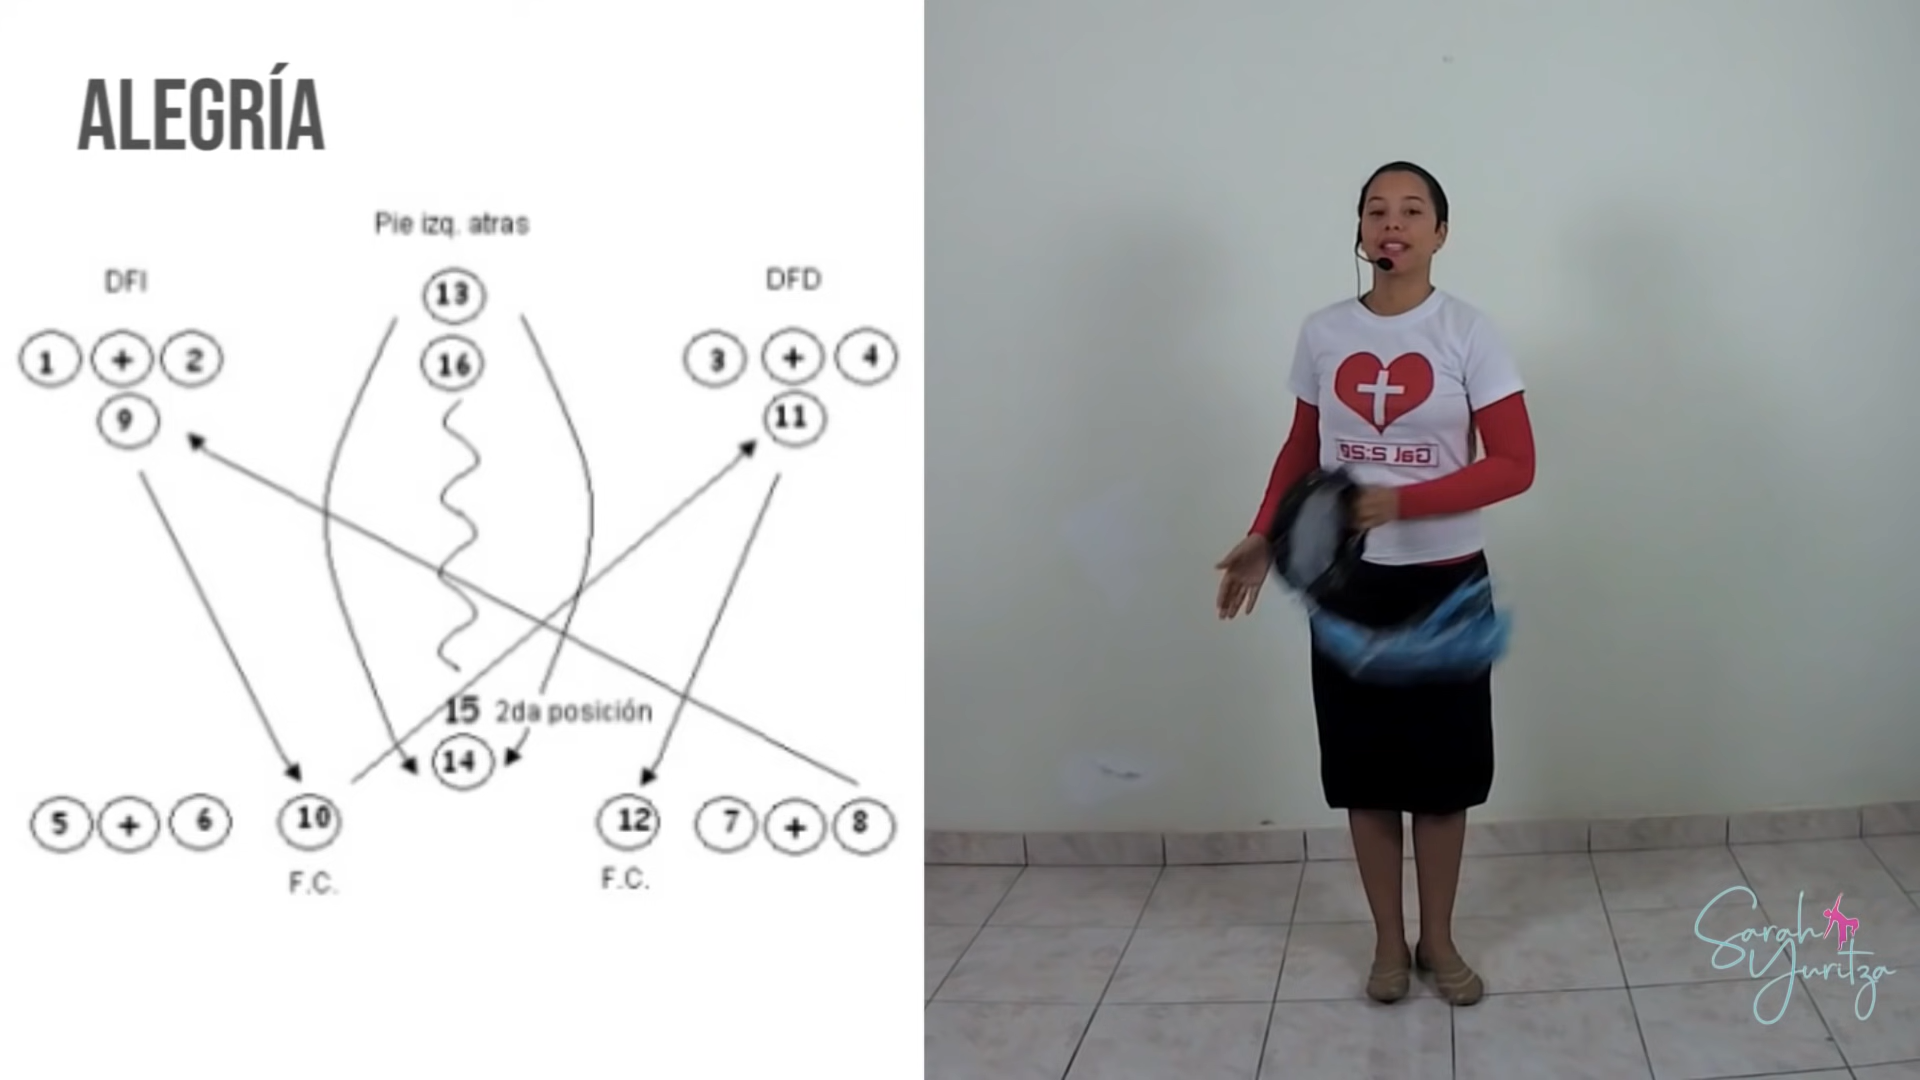 ALEGRÍA
Pie izq. atras
DFI
DFD
13
1 + 2
16
3 + 4
9
11
15 2da posición
14
5 + 6
10
12
7 + 8
F.C.
F.C.
Gal 2:20
Sarah
Yuritza